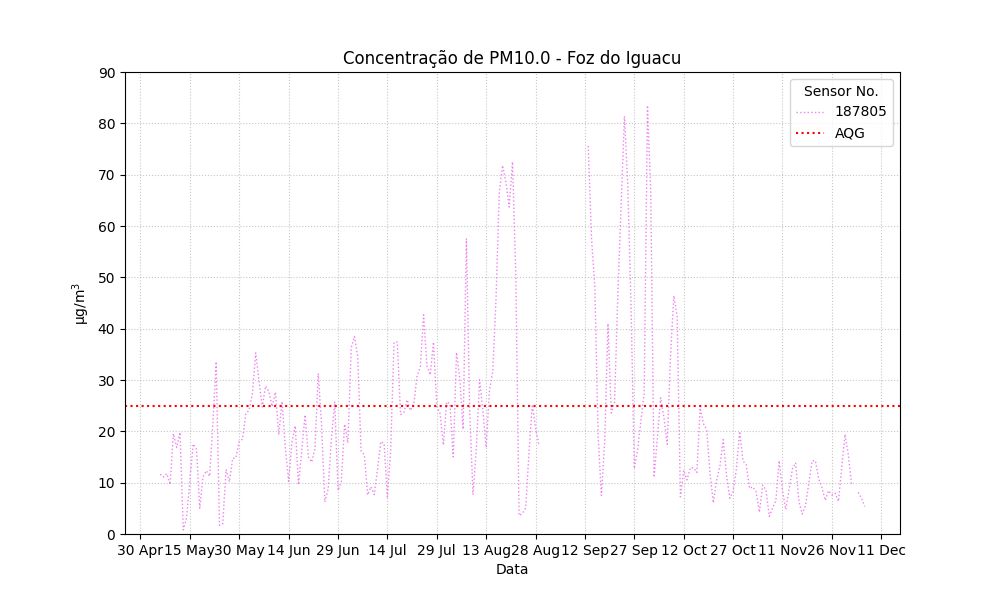 Concentração de PM10.0 - Foz do Iguacu
µg/m³
90
80
70
60
50
40
30
20
10
0
Sensor No.
187805
AQG
30 Apr 15 May 30 May 14 Jun 29 Jun 14 Jul 29 Jul 13 Aug 28 Aug 12 Sep 27 Sep 12 Oct 27 Oct 11 Nov 26 Nov 11 Dec
Data